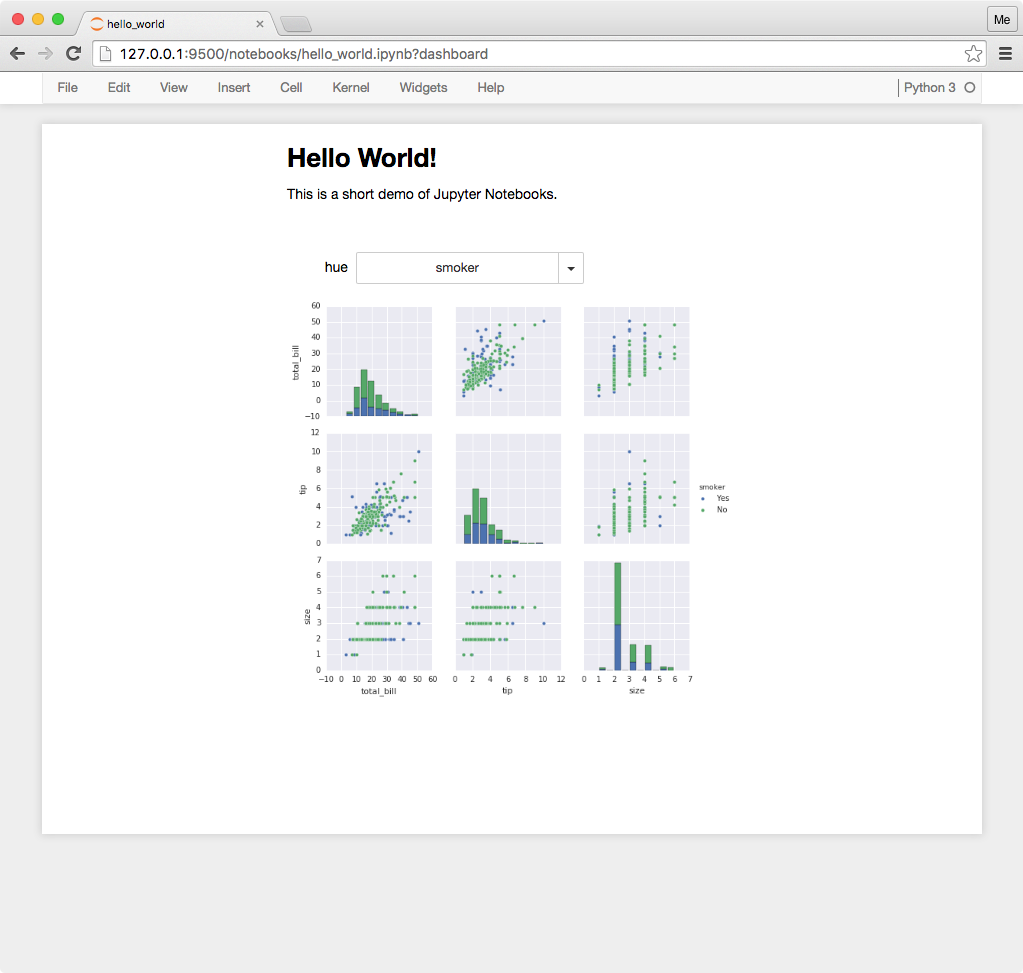 hello_world
Me
127.0.0.1:9500/notebooks/hello_world.ipynb?dashboard
File Edit View Insert Cell Kernel Widgets Help Python 3
Hello World!
This is a short demo of Jupyter Notebooks.
hue smoker
60
50
40
30
20
10
0
−10
total_bill
12
10
8
6
4
2
0
tip
smoker
Yes
No
7
6
5
4
3
2
1
0
size
−10 0 10 20 30 40 50 60 0 2 4 6 8 10 12 0 1 2 3 4 5 6 7
total_bill tip size